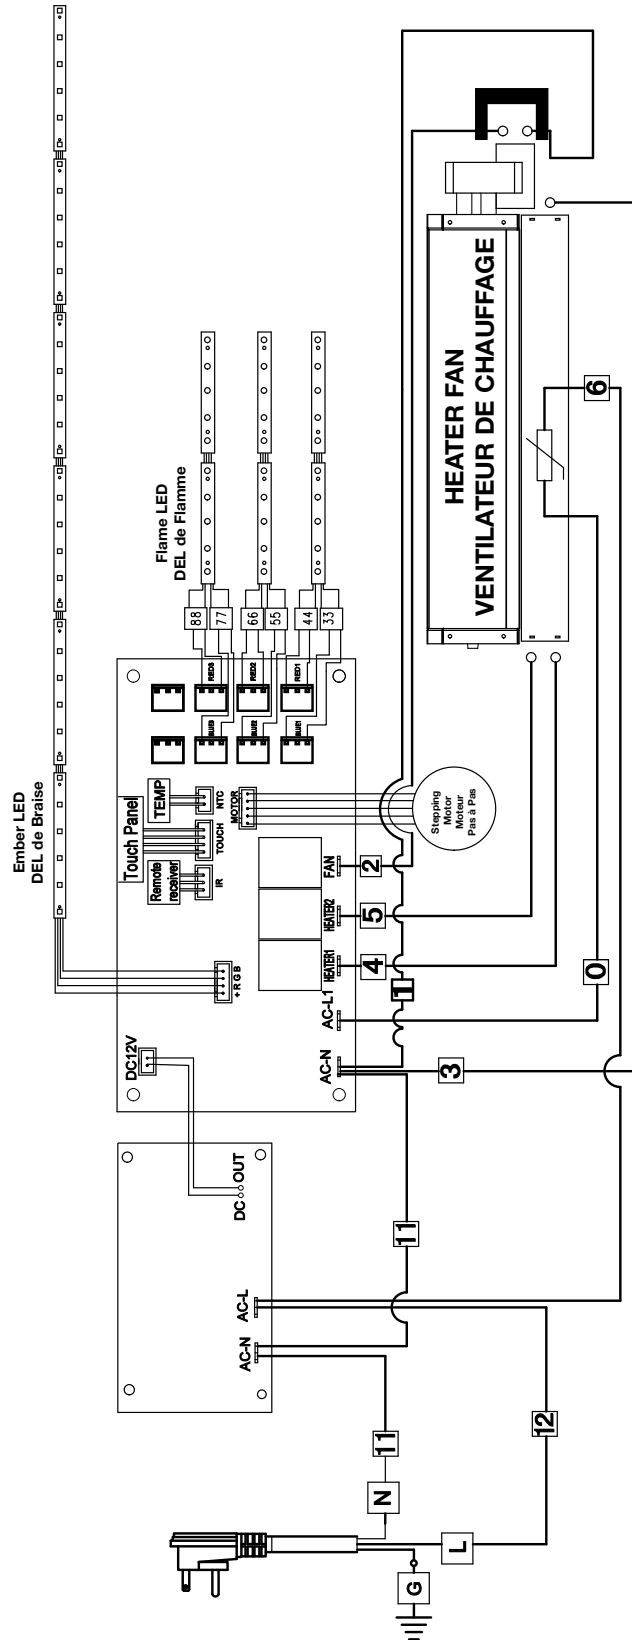 Ember LED
DEL de Braise
Flame LED
DEL de Flamme
HEATER FAN
VENTILATEUR DE CHAUFFAGE
6
88
77
66
55
44
33
RED3
RED2
RED1
BLUE3
BLUE2
BLUE1
Touch Panel
TEMP
Remote
receiver
NTC
TOUCH
IR
MOTOR
Stepping
Motor
Moteur
Pas à Pas
FAN
HEATER2
HEATER1
2
5
4
1
0
+ R G B
DC12V
AC-L1
AC-N
3
DC OUT
11
AC-L
AC-N
11
12
N
L
G